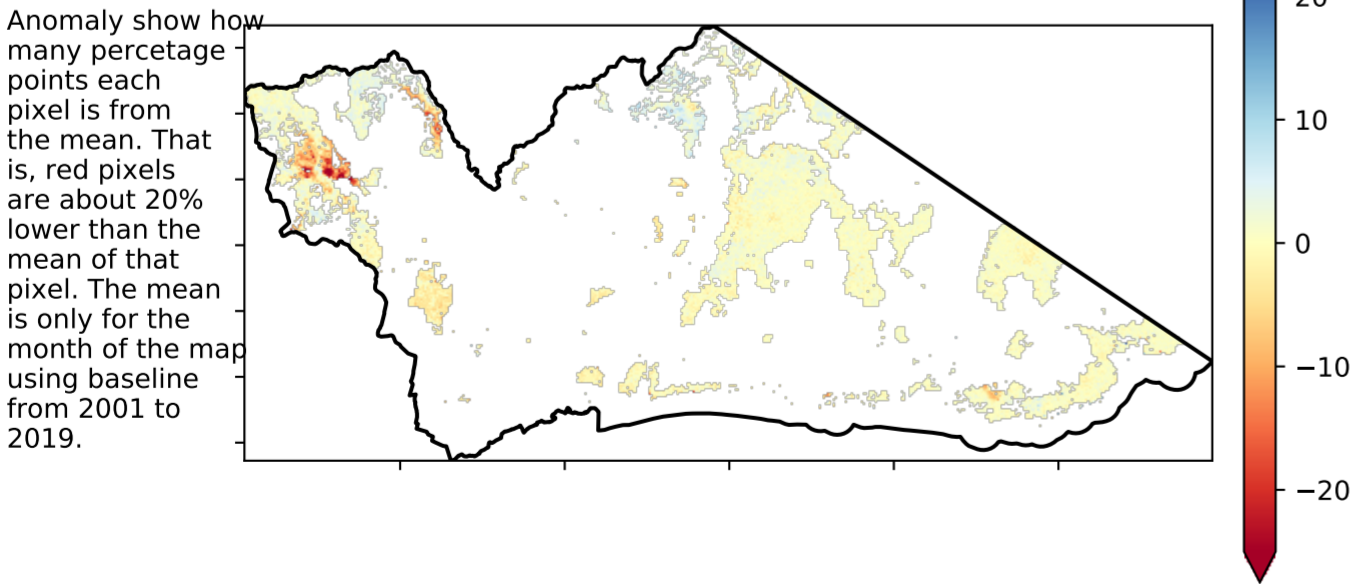 Anomaly show how
many percetage
points each
pixel is from
the mean. That
is, red pixels
are about 20%
lower than the
mean of that
pixel. The mean
is only for the
month of the map
using baseline
from 2001 to
2019.
20
10
0
−10
−20